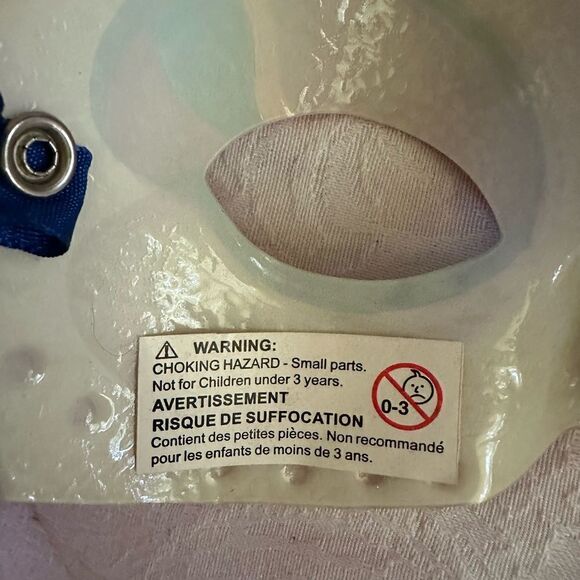 ⚠ WARNING:
CHOKING HAZARD - Small parts.
Not for Children under 3 years.
AVERTISSEMENT
RISQUE DE SUFFOCATION
Contient des petites pièces. Non recommandé
pour les enfants de moins de 3 ans.
0-3